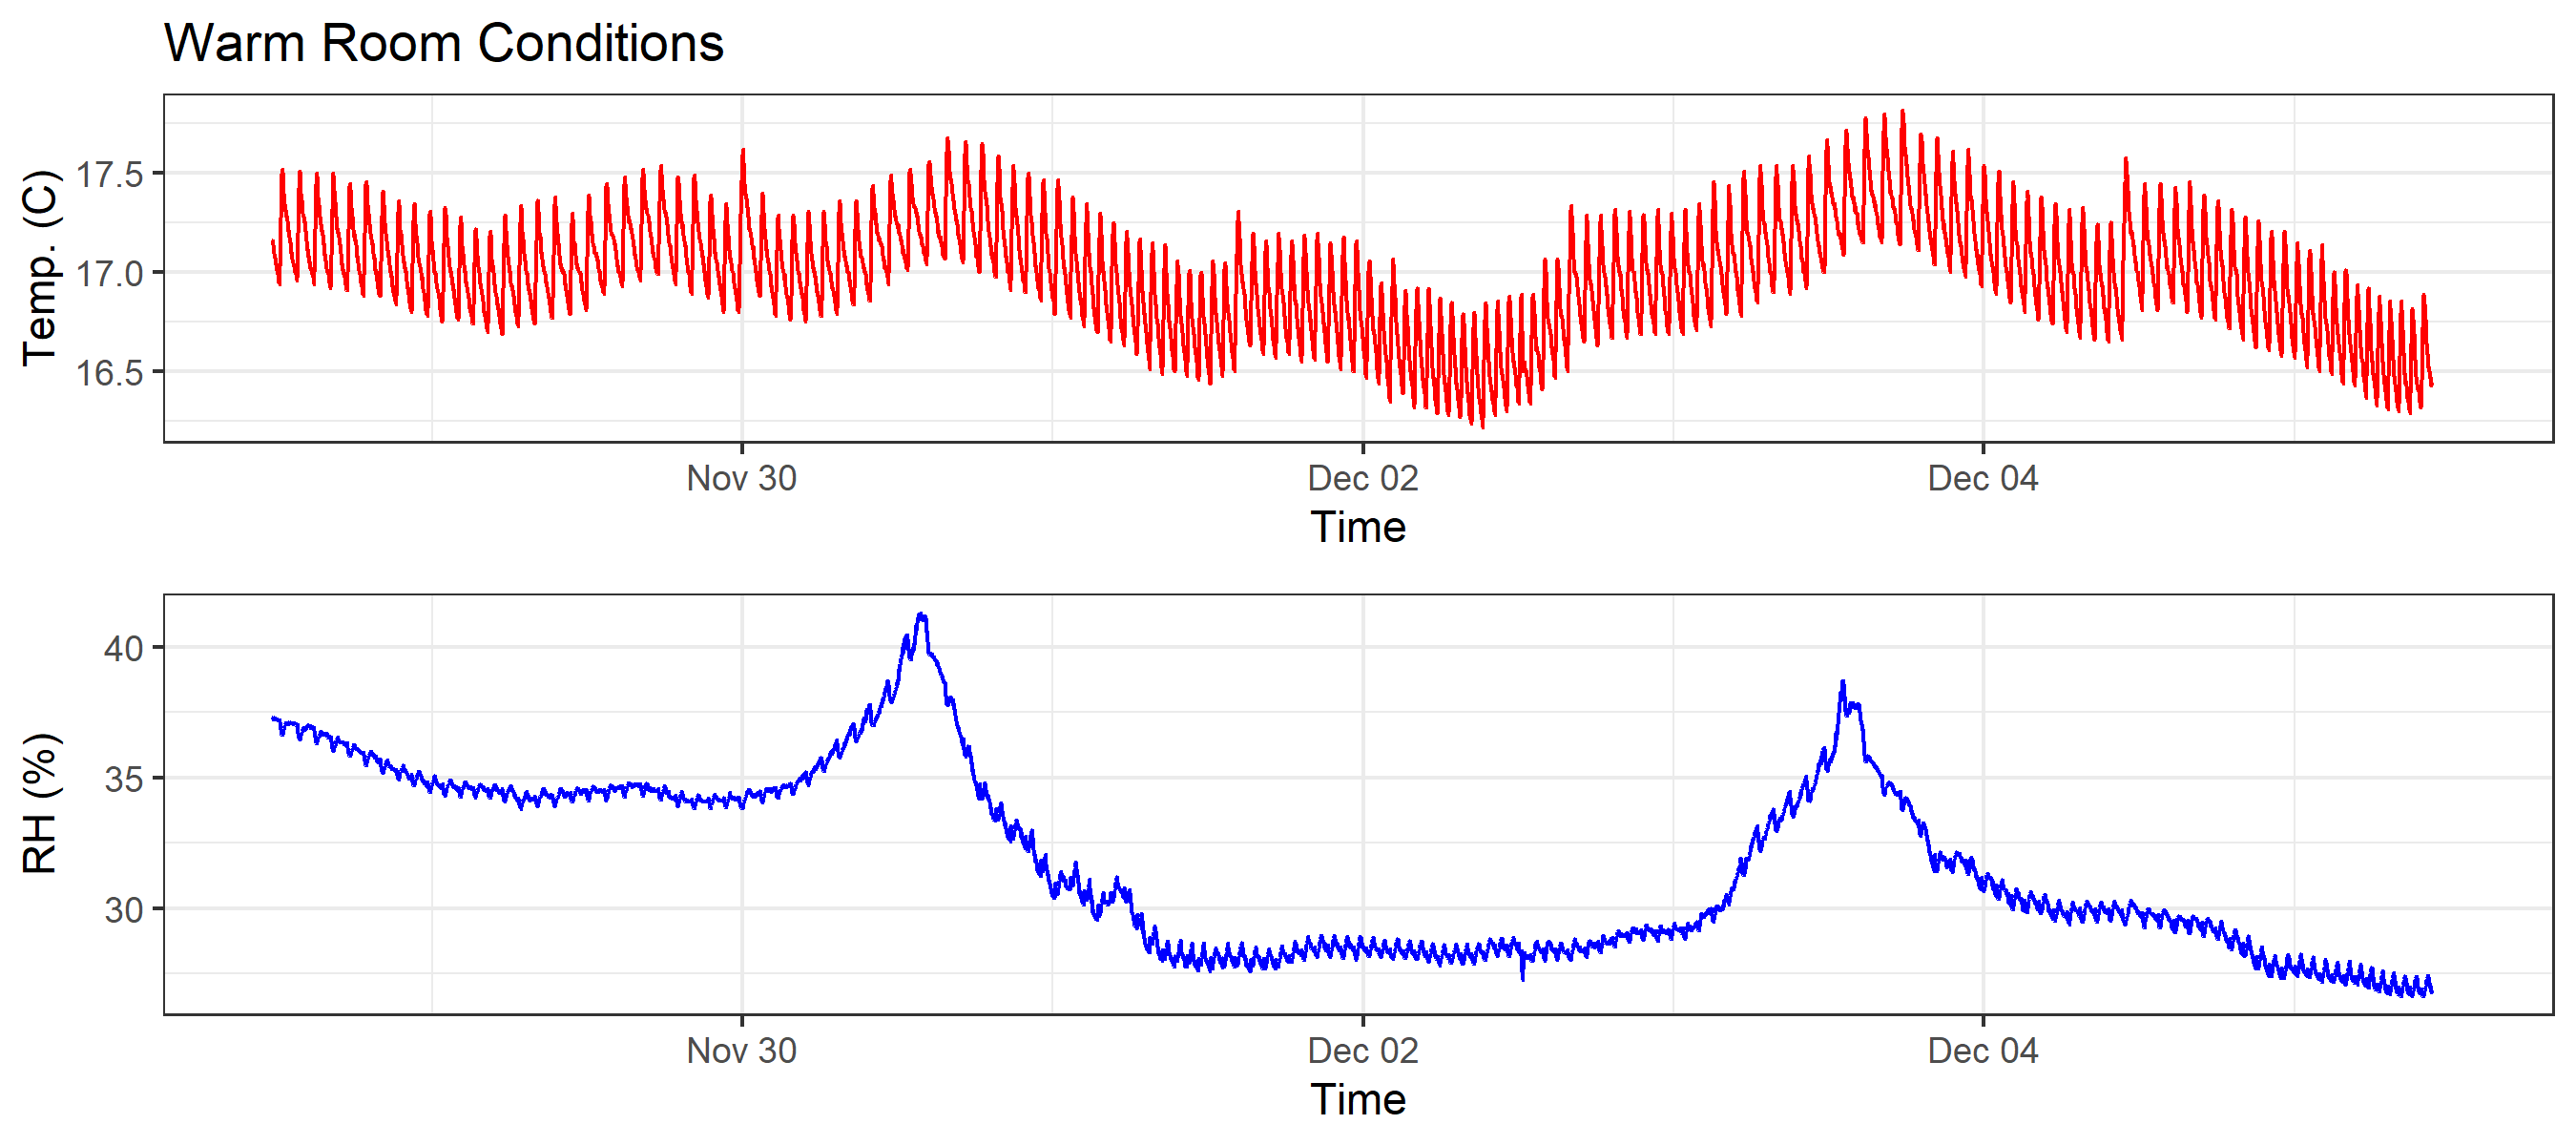 Warm Room Conditions
Temp. (C)
17.5
17.0
16.5
Nov 30
Dec 02
Dec 04
Time
RH (%)
40
35
30
Nov 30
Dec 02
Dec 04
Time